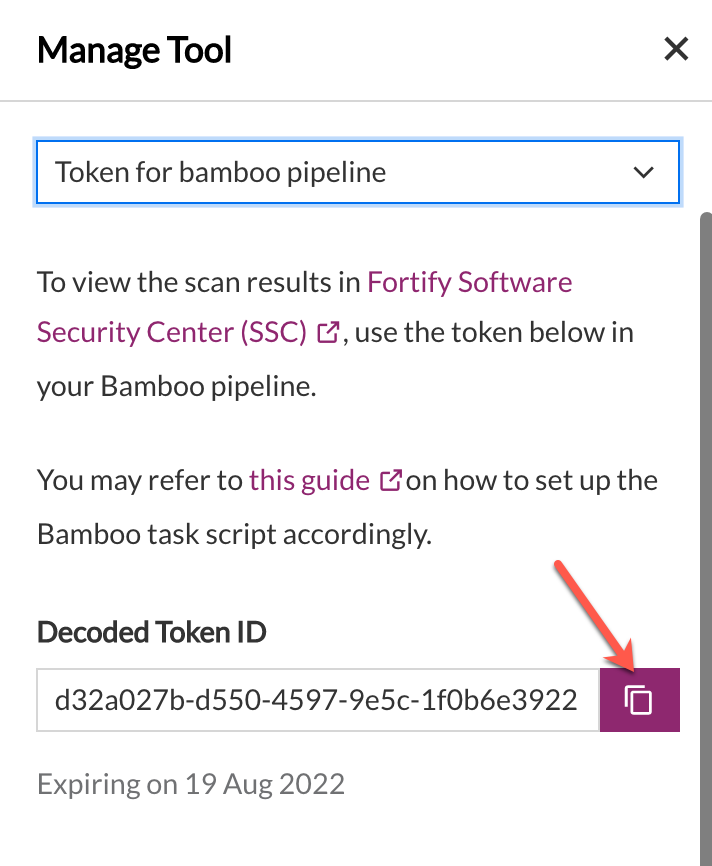 Manage Tool
Token for bamboo pipeline
To view the scan results in Fortify Software
Security Center (SSC) , use the token below in
your Bamboo pipeline.
You may refer to this guide on how to set up the
Bamboo task script accordingly.
Decoded Token ID
d32a027b-d550-4597-9e5c-1f0b6e3922
Expiring on 19 Aug 2022